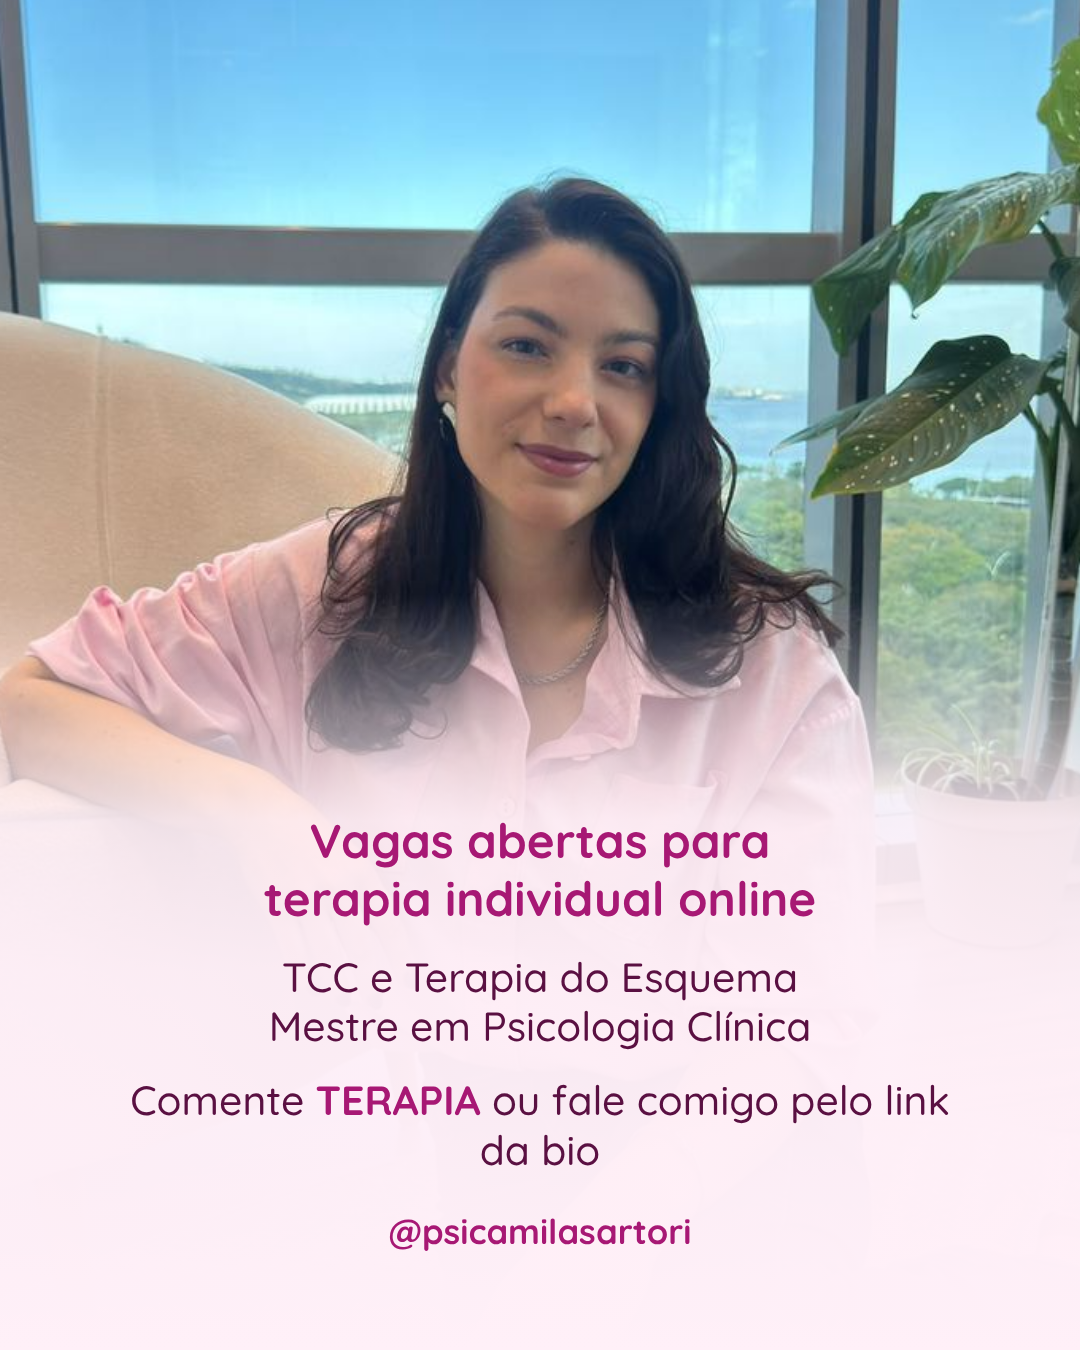 Vagas abertas para
terapia individual online
TCC e Terapia do Esquema
Mestre em Psicologia Clínica
Comente TERAPIA ou fale comigo pelo link
da bio
@psicamilasartori